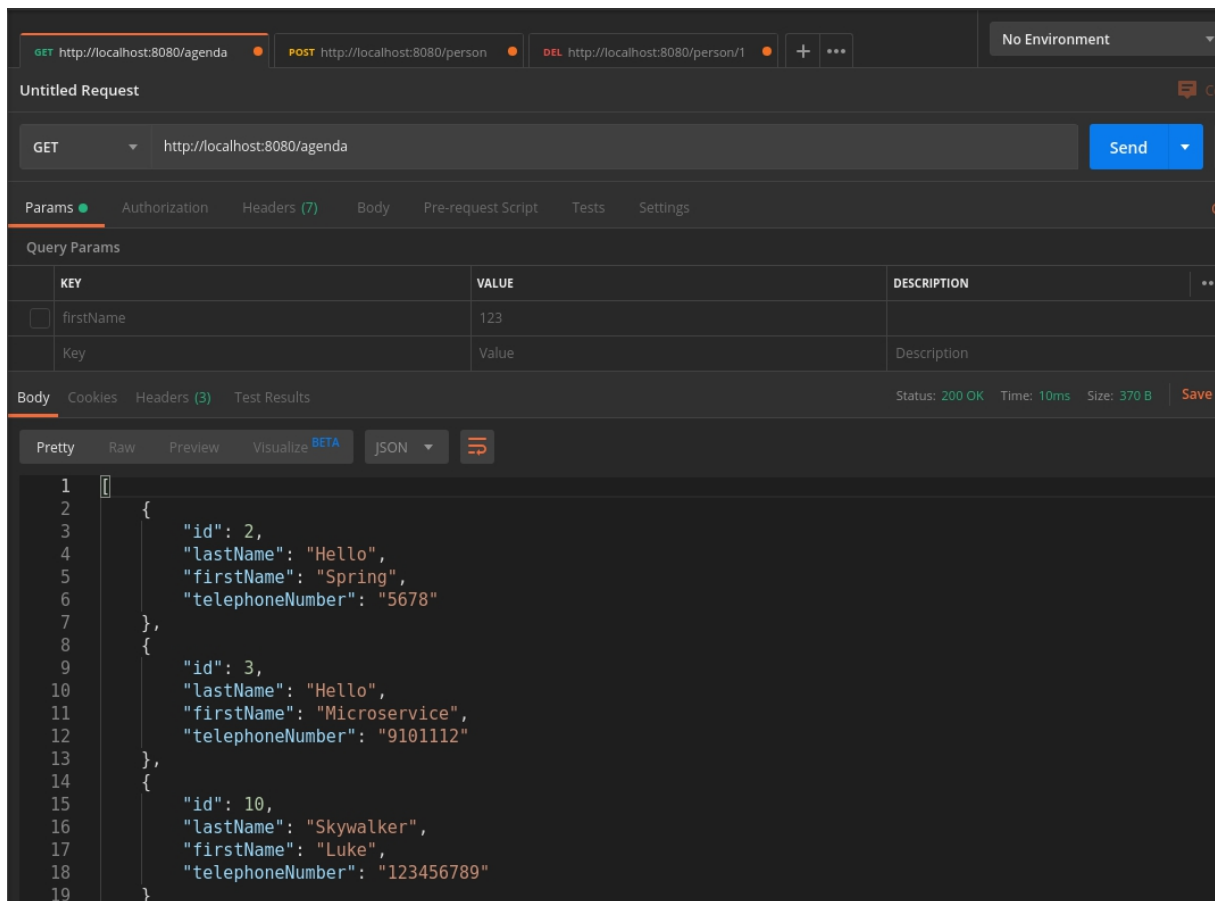 GET http://localhost:8080/agenda POST http://localhost:8080/person DEL http://localhost:8080/person/1 + ••• No Environment
Untitled Request
GET http://localhost:8080/agenda Send
Params Authorization Headers (7) Body Pre-request Script Tests Settings
Query Params
KEY VALUE DESCRIPTION
firstName 123
Key Value Description
Body Cookies Headers (3) Test Results Status: 200 OK Time: 10ms Size: 370 B Save
Pretty Raw Preview Visualize BETA JSON
1 [
2 {
3 "id": 2,
4 "lastName": "Hello",
5 "firstName": "Spring",
6 "telephoneNumber": "5678"
7 },
8 {
9 "id": 3,
10 "lastName": "Hello",
11 "firstName": "Microservice",
12 "telephoneNumber": "9101112"
13 },
14 {
15 "id": 10,
16 "lastName": "Skywalker",
17 "firstName": "Luke",
18 "telephoneNumber": "123456789"
19 }